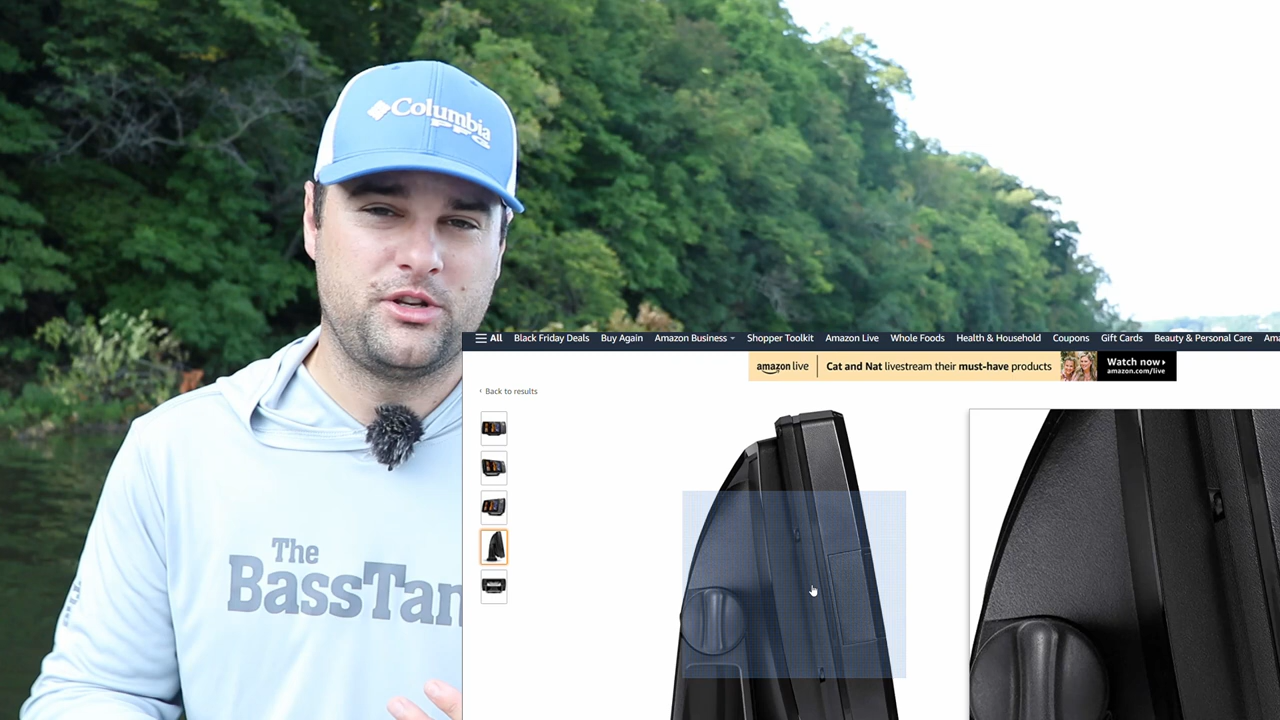 Columbia
PFG
The
BassTan
All Black Friday Deals Buy Again Amazon Business Shopper Toolkit Amazon Live Whole Foods Health & Household Coupons Gift Cards Beauty & Personal Care Ama
amazon live Cat and Nat livestream their must-have products Watch now
amazon.com/live
‹ Back to results